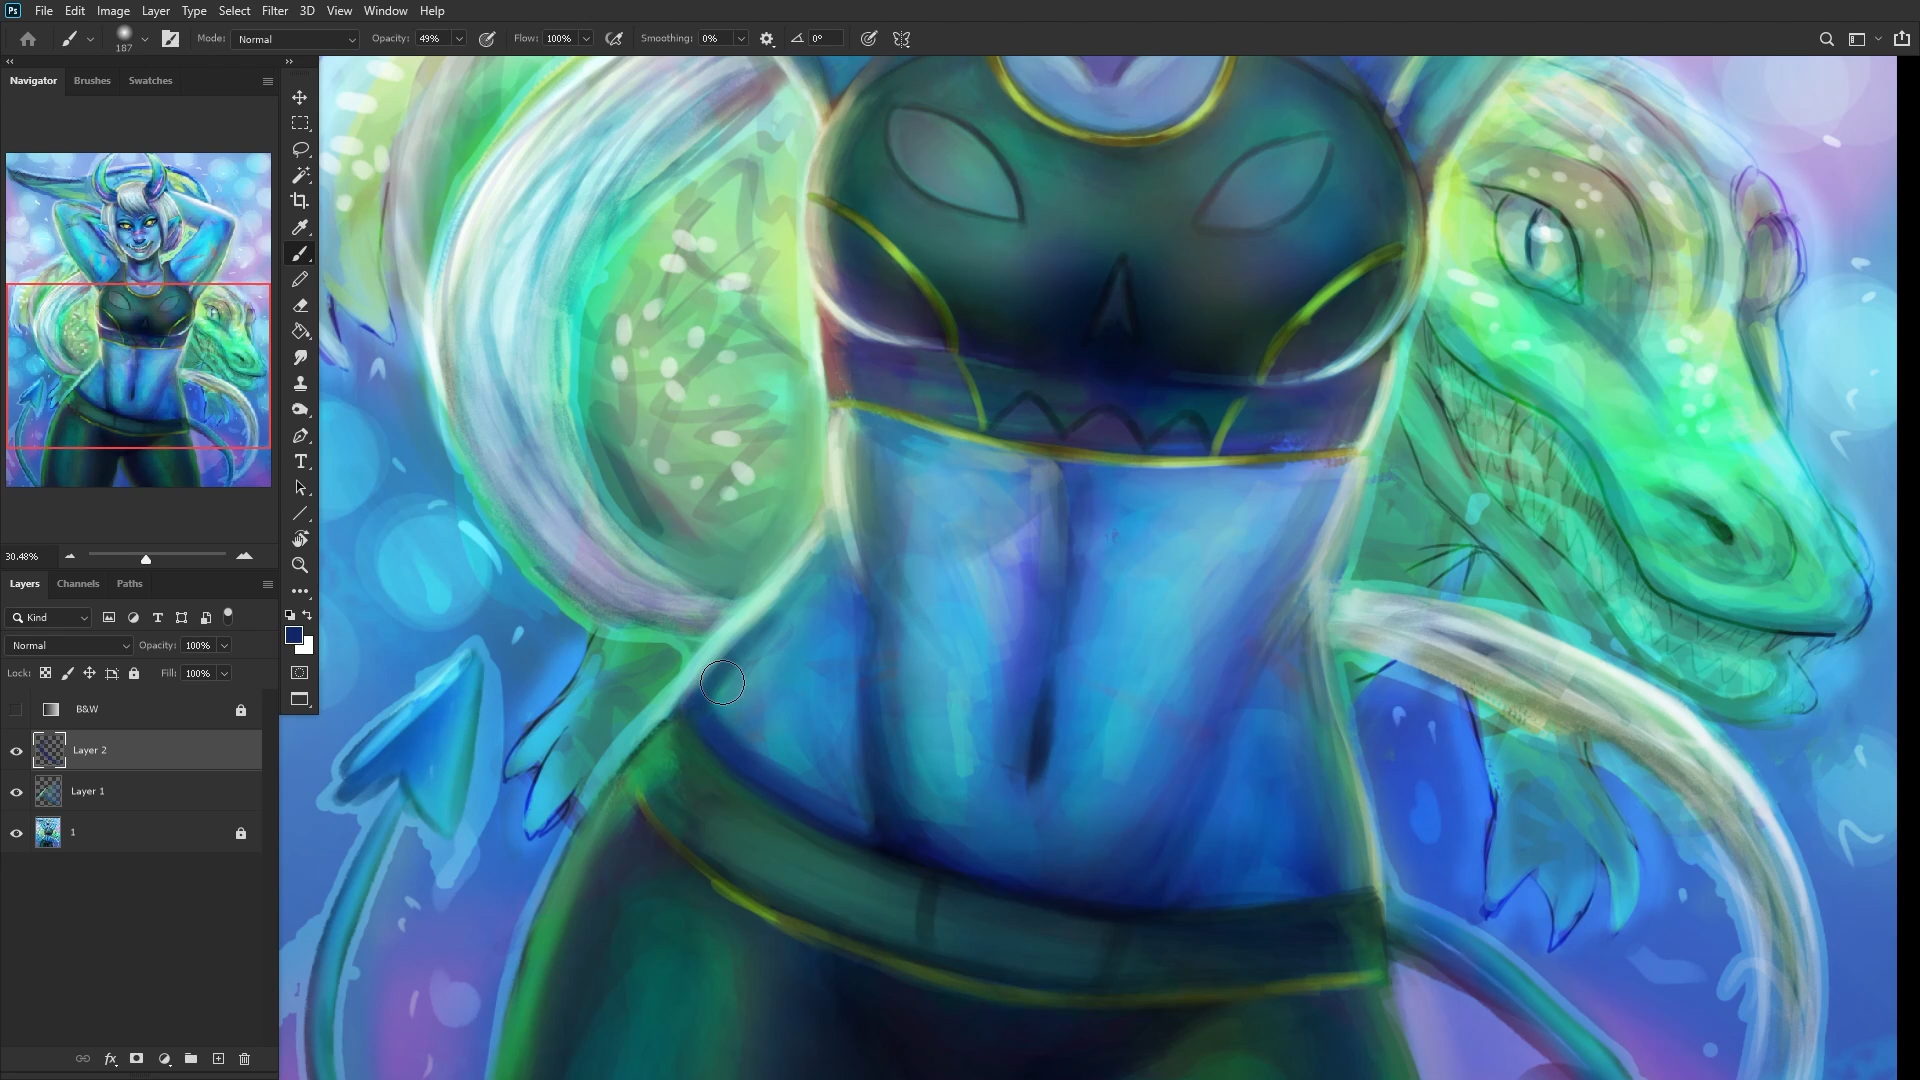 Ps File Edit Image Layer Type Select Filter 3D View Window Help
187 Mode: Normal Opacity: 49% Flow: 100% Smoothing: 0% 0°
Navigator Brushes Swatches
30.48%
Layers Channels Paths
Kind
Normal Opacity: 100%
Lock: Fill: 100%
B&W
Layer 2
Layer 1
1
fx